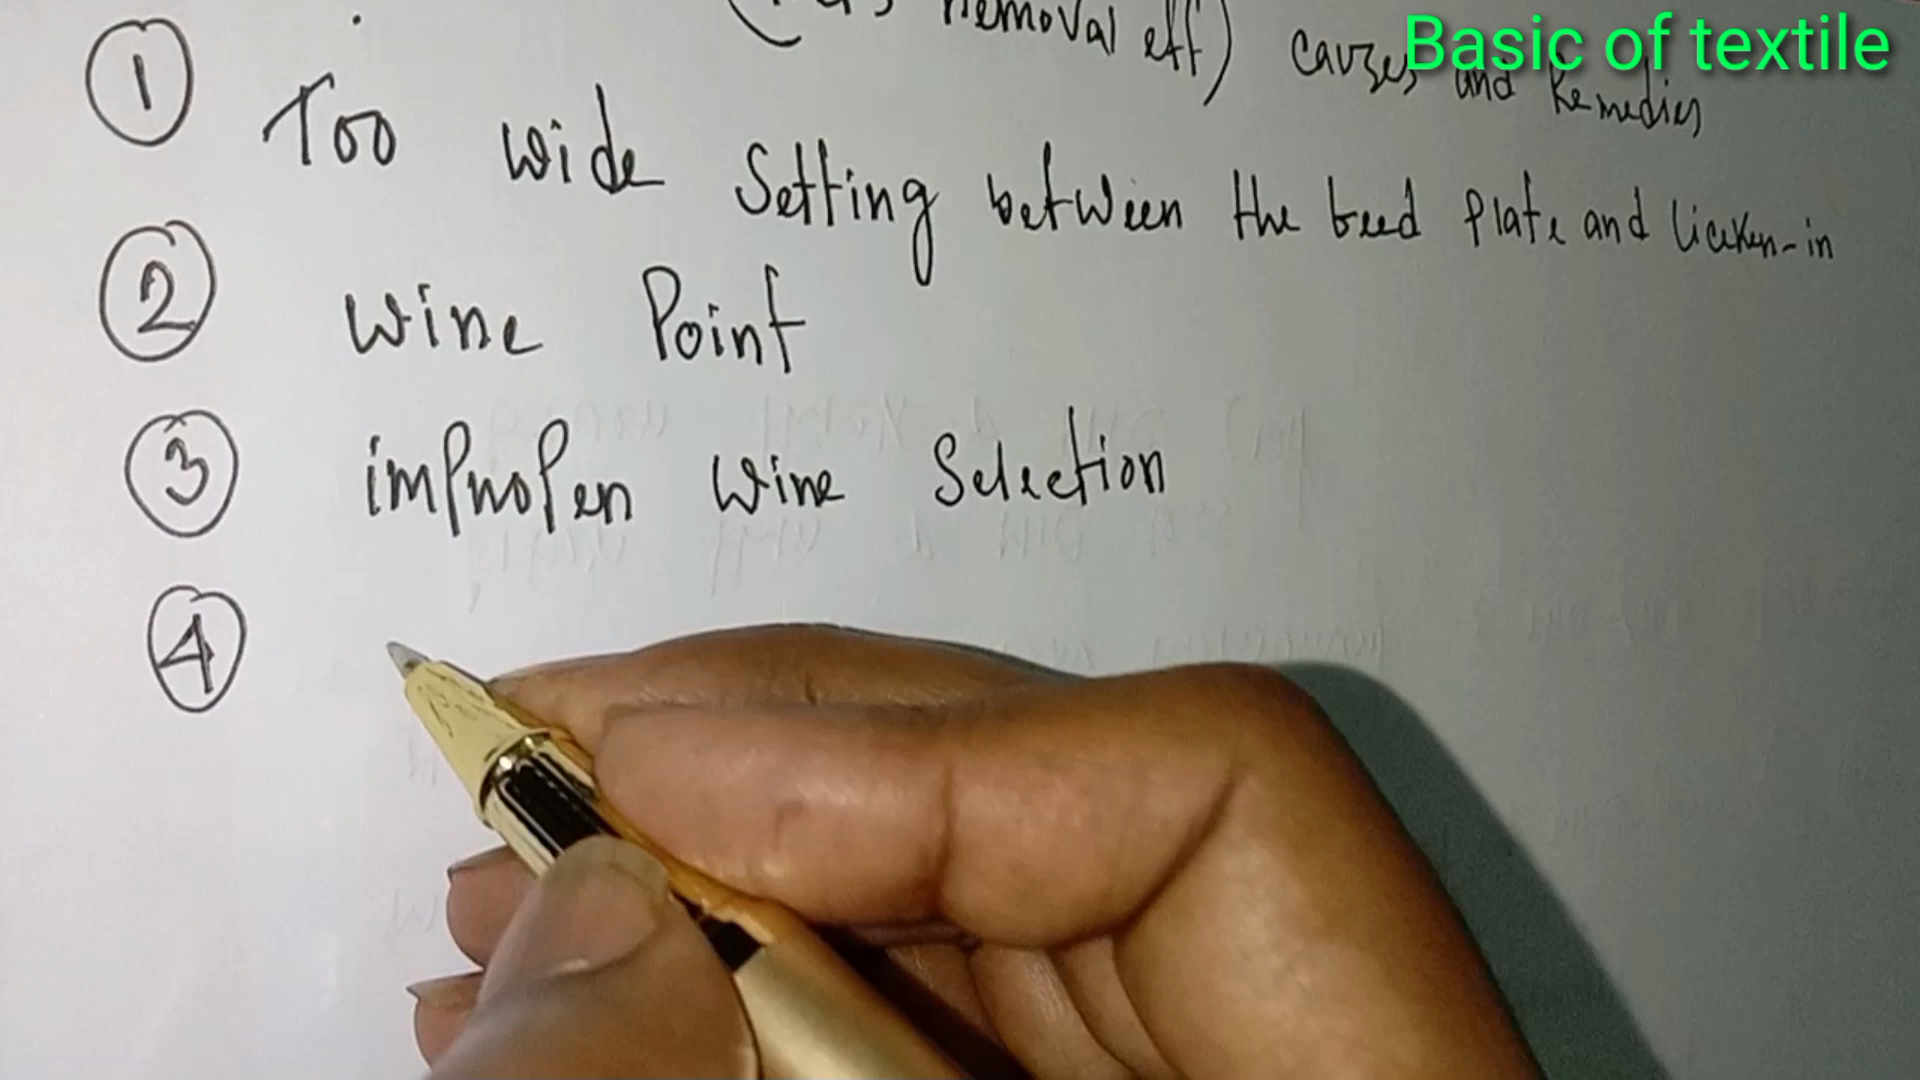 Basic of textile
removal eff) causes and Remedies
① Too wide Setting between the feed Plate and licker-in
② wire Point
③ improper wire Selection
④